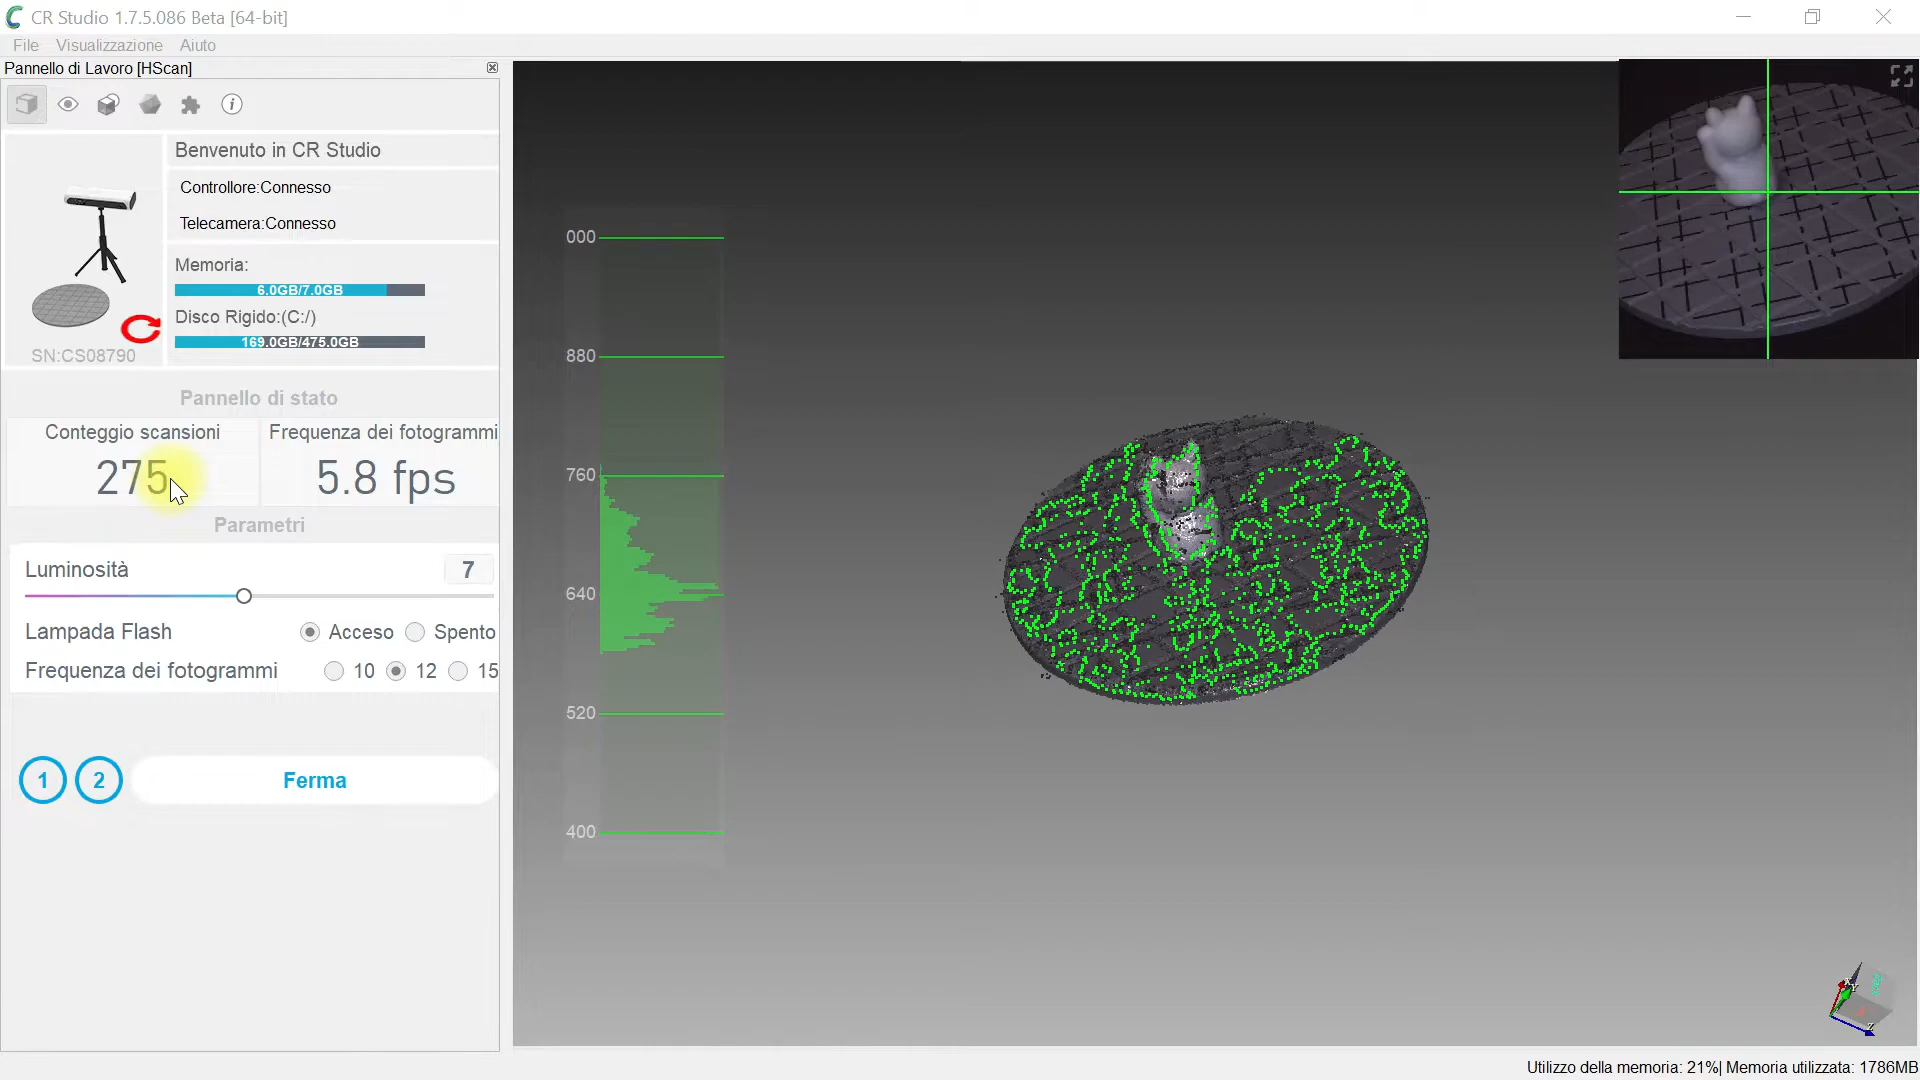 CR Studio 1.7.5.086 Beta [64-bit]
File Visualizzazione Aiuto
Pannello di Lavoro [HScan]
Benvenuto in CR Studio
Controllore:Connesso
Telecamera:Connesso
Memoria:
6.0GB/7.0GB
Disco Rigido:(C:/)
169.0GB/475.0GB
SN:CS08790
Pannello di stato
Conteggio scansioni Frequenza dei fotogrammi
275 5.8 fps
Parametri
Luminosità 7
Lampada Flash Acceso Spento
Frequenza dei fotogrammi 10 12 15
1 2 Ferma
000
880
760
640
520
400
Z
Utilizzo della memoria: 21%| Memoria utilizzata: 1786MB